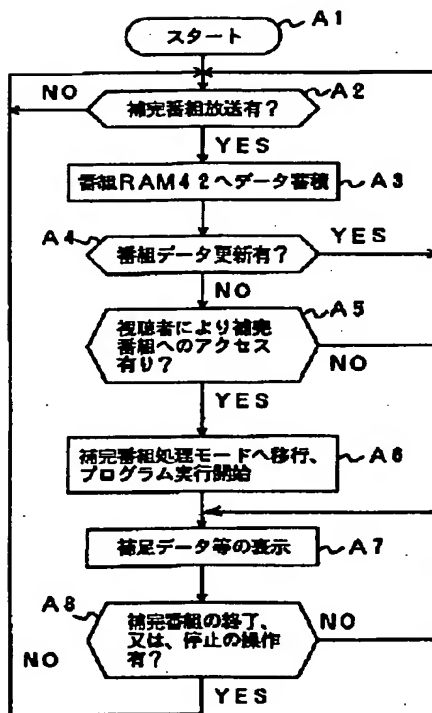 スタート
A1
NO
補完番組放送有?
A2
YES
番組RAM42へデータ蓄積
A3
A4
番組データ更新有?
YES
NO
A5
視聴者により補完
番組へのアクセス
有り?
NO
YES
補完番組処理モードへ移行、
プログラム実行開始
A6
補足データ等の表示
A7
A8
補完番組の終了、
又は、停止の操作
有?
NO
NO
YES